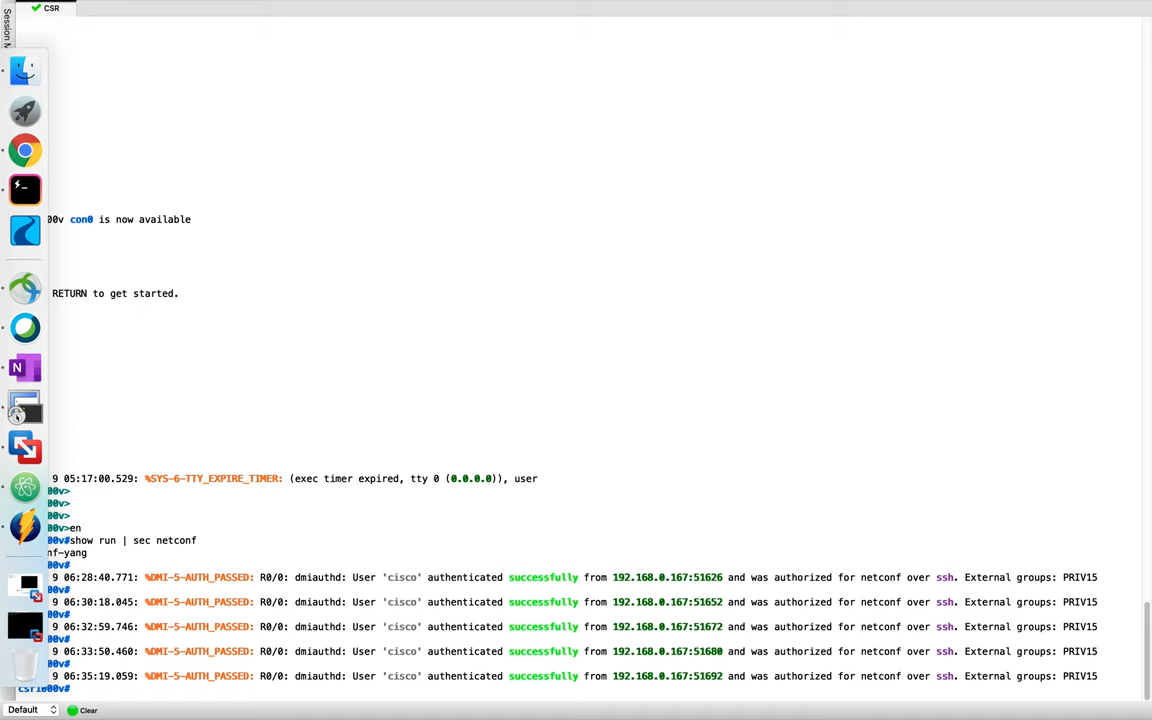 CSR
Session M
00v con0 is now available
RETURN to get started.
9 05:17:00.529: %SYS-6-TTY_EXPIRE_TIMER: (exec timer expired, tty 0 (0.0.0.0)), user
00v>
00v>
00v>
00v>en
00v#show run | sec netconf
nf-yang
00v#
9 06:28:40.771: %DMI-5-AUTH_PASSED: R0/0: dmiauthd: User 'cisco' authenticated successfully from 192.168.0.167:51626 and was authorized for netconf over ssh. External groups: PRIV15
00v#
9 06:30:18.045: %DMI-5-AUTH_PASSED: R0/0: dmiauthd: User 'cisco' authenticated successfully from 192.168.0.167:51652 and was authorized for netconf over ssh. External groups: PRIV15
00v#
9 06:32:59.746: %DMI-5-AUTH_PASSED: R0/0: dmiauthd: User 'cisco' authenticated successfully from 192.168.0.167:51672 and was authorized for netconf over ssh. External groups: PRIV15
00v#
9 06:33:50.460: %DMI-5-AUTH_PASSED: R0/0: dmiauthd: User 'cisco' authenticated successfully from 192.168.0.167:51680 and was authorized for netconf over ssh. External groups: PRIV15
00v#
9 06:35:19.059: %DMI-5-AUTH_PASSED: R0/0: dmiauthd: User 'cisco' authenticated successfully from 192.168.0.167:51692 and was authorized for netconf over ssh. External groups: PRIV15
csr1000v#
Default
Clear